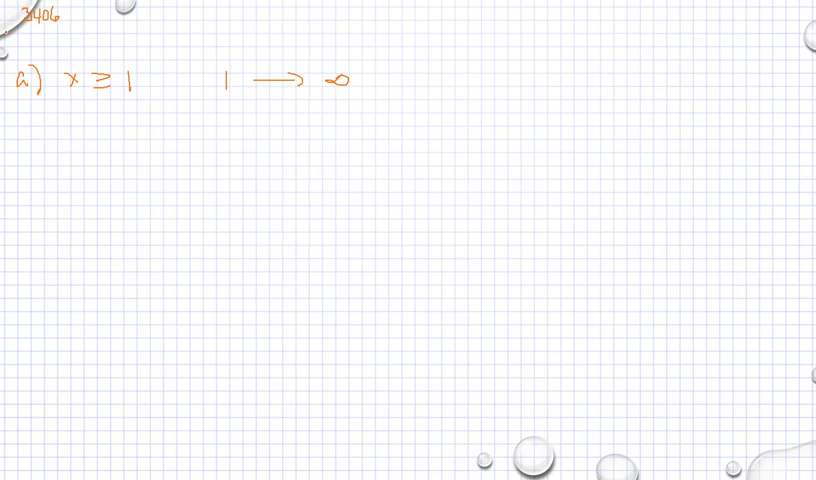 3406
a) x ≥ 1 1 ⟶ ∞